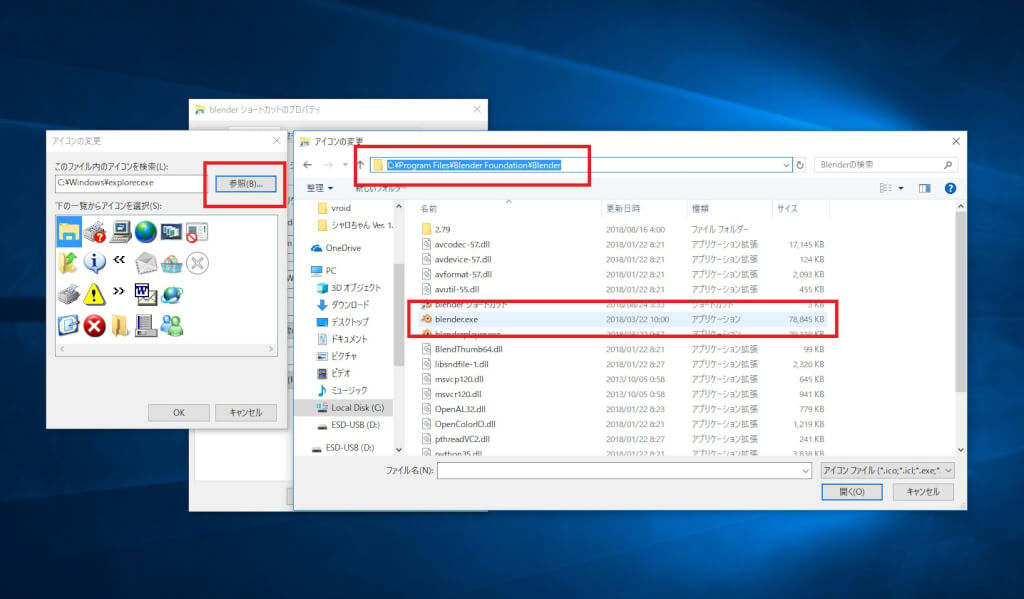 blender ショートカットのプロパティ
アイコンの変更
このファイル内のアイコンを検索(L):
C:¥Windows¥explorer.exe
参照(B)...
下の一覧からアイコンを選択(S):
OK
キャンセル
アイコンの変更
C:¥Program Files¥Blender Foundation¥Blender
Blenderの検索
整理
新しいフォルダー
vroid
シャロちゃん Ver. 1.
OneDrive
PC
3D オブジェクト
ダウンロード
デスクトップ
ドキュメント
ピクチャ
ビデオ
ミュージック
Local Disk (C:)
ESD-USB (D:)
ESD-USB (D:)
名前 更新日時 種類 サイズ
2.79 2018/08/16 4:00 ファイル フォルダー
avcodec-57.dll 2018/01/22 8:21 アプリケーション拡張 17,145 KB
avdevice-57.dll 2018/01/22 8:21 アプリケーション拡張 124 KB
avformat-57.dll 2018/01/22 8:21 アプリケーション拡張 2,093 KB
avutil-55.dll 2018/01/22 8:21 アプリケーション拡張 455 KB
blender ショートカット 2018/08/24 3:53 ショートカット 3 KB
blender.exe 2018/03/22 10:00 アプリケーション 78,845 KB
blenderplayer.exe 2018/03/22 9:57 アプリケーション
BlendThumb64.dll 2018/01/22 8:21 アプリケーション拡張 99 KB
libsndfile-1.dll 2018/01/22 8:27 アプリケーション拡張 1,322 KB
msvcp120.dll 2013/10/05 0:58 アプリケーション拡張 645 KB
msvcr120.dll 2013/10/05 0:58 アプリケーション拡張 941 KB
OpenAL32.dll 2018/01/22 8:23 アプリケーション拡張 779 KB
OpenColorIO.dll 2018/01/22 8:24 アプリケーション拡張 1,219 KB
pthreadVC2.dll 2018/01/22 8:27 アプリケーション拡張 241 KB
python35.dll 2018/01/22 8:21 アプリケーション拡張 3,838 KB
ファイル名(N):
アイコン ファイル (*.ico;*.icl;*.exe;*.
開く(O)
キャンセル